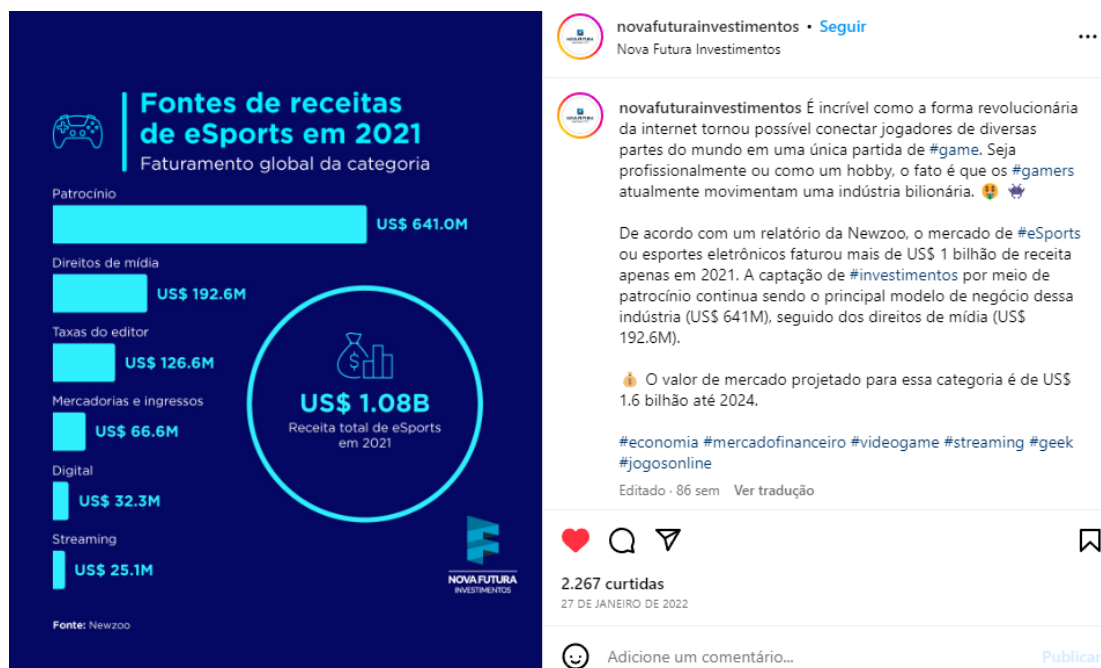 Fontes de receitas
de eSports em 2021
Faturamento global da categoria
Patrocínio
US$ 641.0M
Direitos de mídia
US$ 192.6M
Taxas do editor
US$ 126.6M
Mercadorias e ingressos
US$ 66.6M
Digital
US$ 32.3M
Streaming
US$ 25.1M
US$ 1.08B
Receita total de eSports
em 2021
NOVA FUTURA
INVESTIMENTOS
Fonte: Newzoo
novafuturainvestimentos • Seguir
Nova Futura Investimentos
novafuturainvestimentos É incrível como a forma revolucionária
da internet tornou possível conectar jogadores de diversas
partes do mundo em uma única partida de #game. Seja
profissionalmente ou como um hobby, o fato é que os #gamers
atualmente movimentam uma indústria bilionária. 🤑 👾
De acordo com um relatório da Newzoo, o mercado de #eSports
ou esportes eletrônicos faturou mais de US$ 1 bilhão de receita
apenas em 2021. A captação de #investimentos por meio de
patrocínio continua sendo o principal modelo de negócio dessa
indústria (US$ 641M), seguido dos direitos de mídia (US$
192.6M).
💰 O valor de mercado projetado para essa categoria é de US$
1.6 bilhão até 2024.
#economia #mercadofinanceiro #videogame #streaming #geek
#jogosonline
Editado · 86 sem Ver tradução
2.267 curtidas
27 DE JANEIRO DE 2022
Adicione um comentário...
Publicar